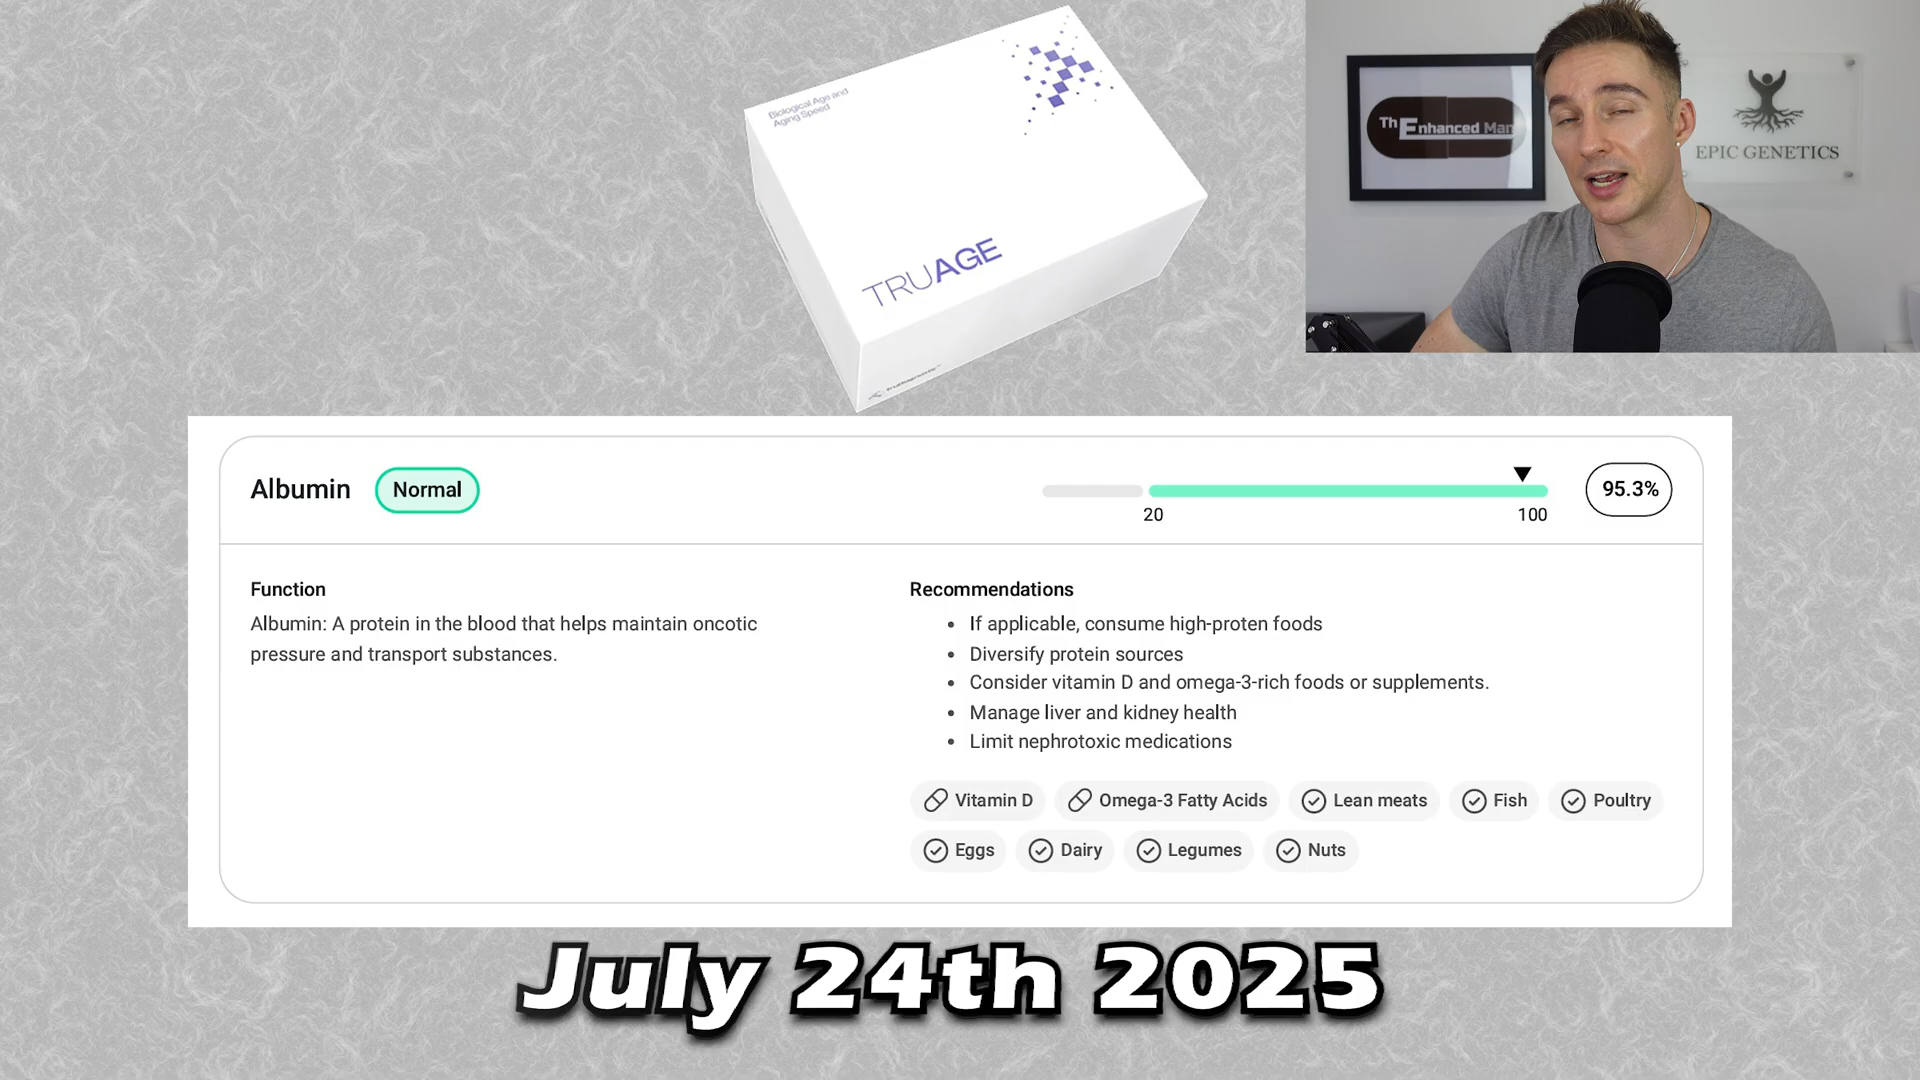 Biological Age and
Aging Speed
TRUAGE
Th Enhanced Man
EPIC GENETICS
Albumin
Normal
20
100
95.3%
Function
Albumin: A protein in the blood that helps maintain oncotic
pressure and transport substances.
Recommendations
• If applicable, consume high-proten foods
• Diversify protein sources
• Consider vitamin D and omega-3-rich foods or supplements.
• Manage liver and kidney health
• Limit nephrotoxic medications
Vitamin D
Omega-3 Fatty Acids
Lean meats
Fish
Poultry
Eggs
Dairy
Legumes
Nuts
July 24th 2025